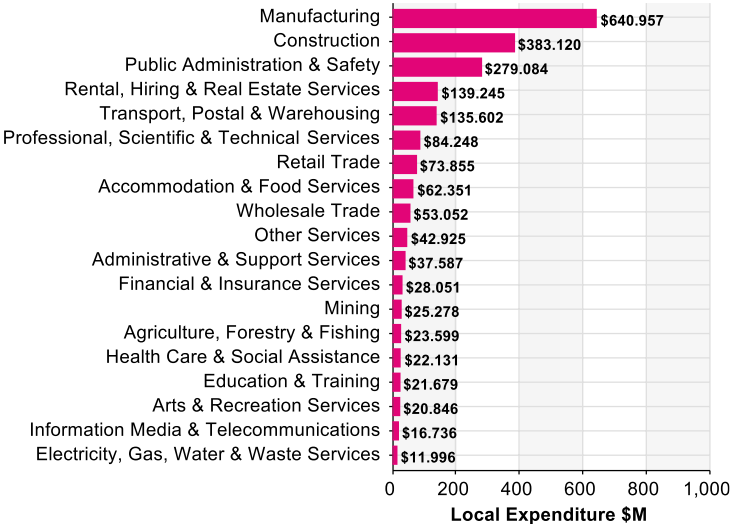 Manufacturing $640.957
Construction $383.120
Public Administration & Safety $279.084
Rental, Hiring & Real Estate Services $139.245
Transport, Postal & Warehousing $135.602
Professional, Scientific & Technical Services $84.248
Retail Trade $73.855
Accommodation & Food Services $62.351
Wholesale Trade $53.052
Other Services $42.925
Administrative & Support Services $37.587
Financial & Insurance Services $28.051
Mining $25.278
Agriculture, Forestry & Fishing $23.599
Health Care & Social Assistance $22.131
Education & Training $21.679
Arts & Recreation Services $20.846
Information Media & Telecommunications $16.736
Electricity, Gas, Water & Waste Services $11.996
0 200 400 600 800 1,000
Local Expenditure $M